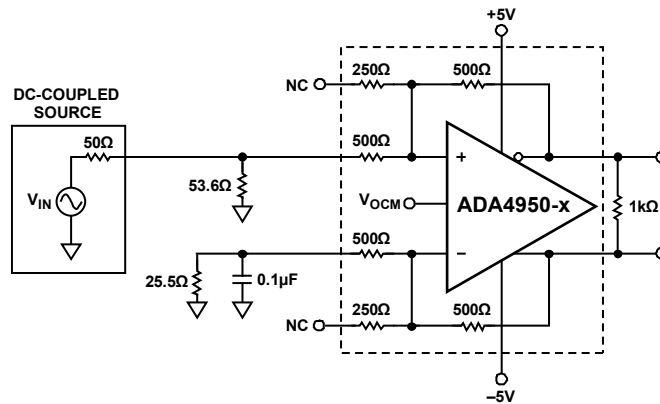 +5V
250Ω
500Ω
NC
DC-COUPLED
SOURCE
50Ω
500Ω
+
VIN
53.6Ω
VOCM
ADA4950-x
1kΩ
500Ω
–
25.5Ω
0.1µF
250Ω
500Ω
NC
–5V